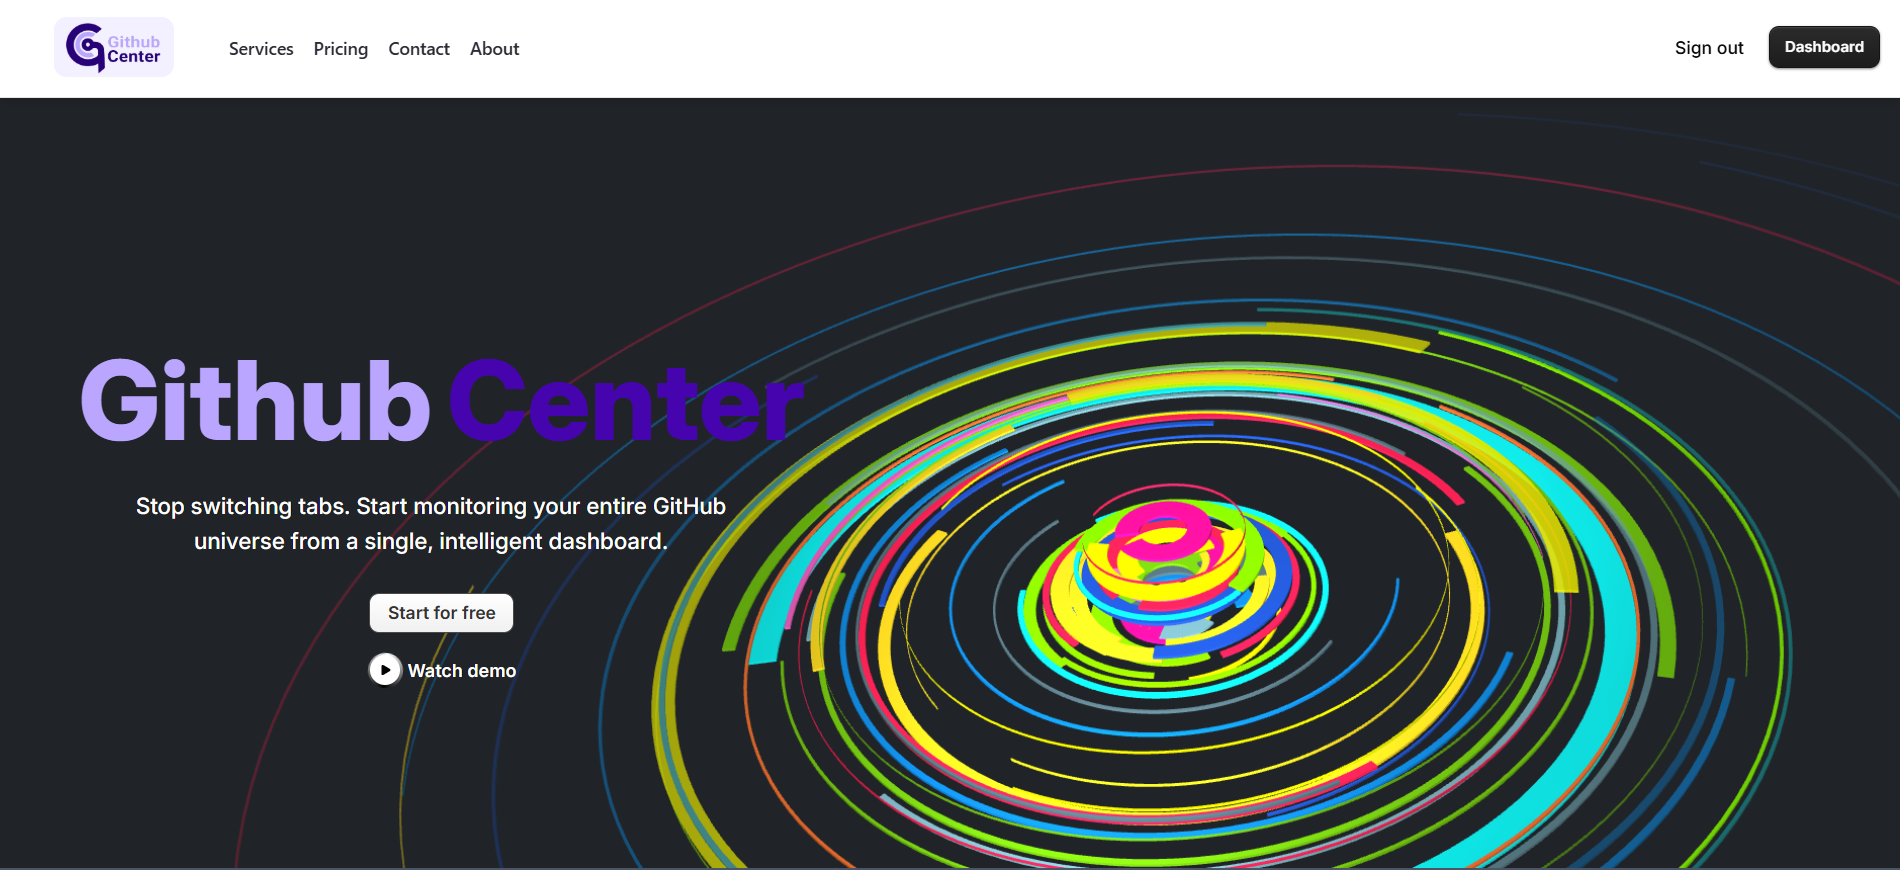 Github
Center
Services
Pricing
Contact
About
Sign out
Dashboard
Github Center
Stop switching tabs. Start monitoring your entire GitHub
universe from a single, intelligent dashboard.
Start for free
Watch demo